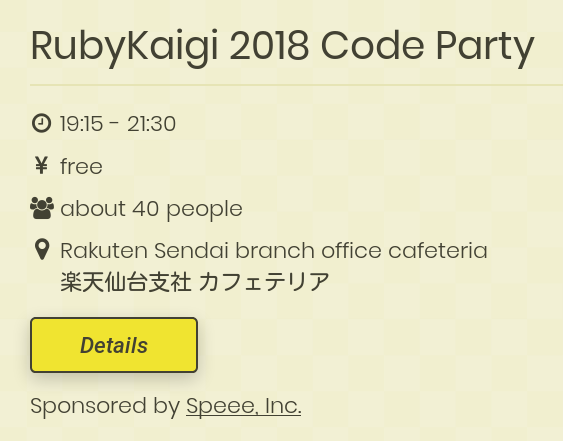 RubyKaigi 2018 Code Party
19:15 - 21:30
¥ free
about 40 people
Rakuten Sendai branch office cafeteria
楽天仙台支社 カフェテリア
Details
Sponsored by Speee, Inc.